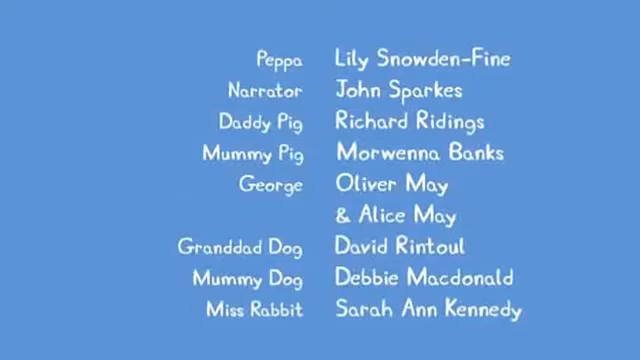 Peppa Lily Snowden-Fine
Narrator John Sparkes
Daddy Pig Richard Ridings
Mummy Pig Morwenna Banks
George Oliver May
& Alice May
Granddad Dog David Rintoul
Mummy Dog Debbie Macdonald
Miss Rabbit Sarah Ann Kennedy